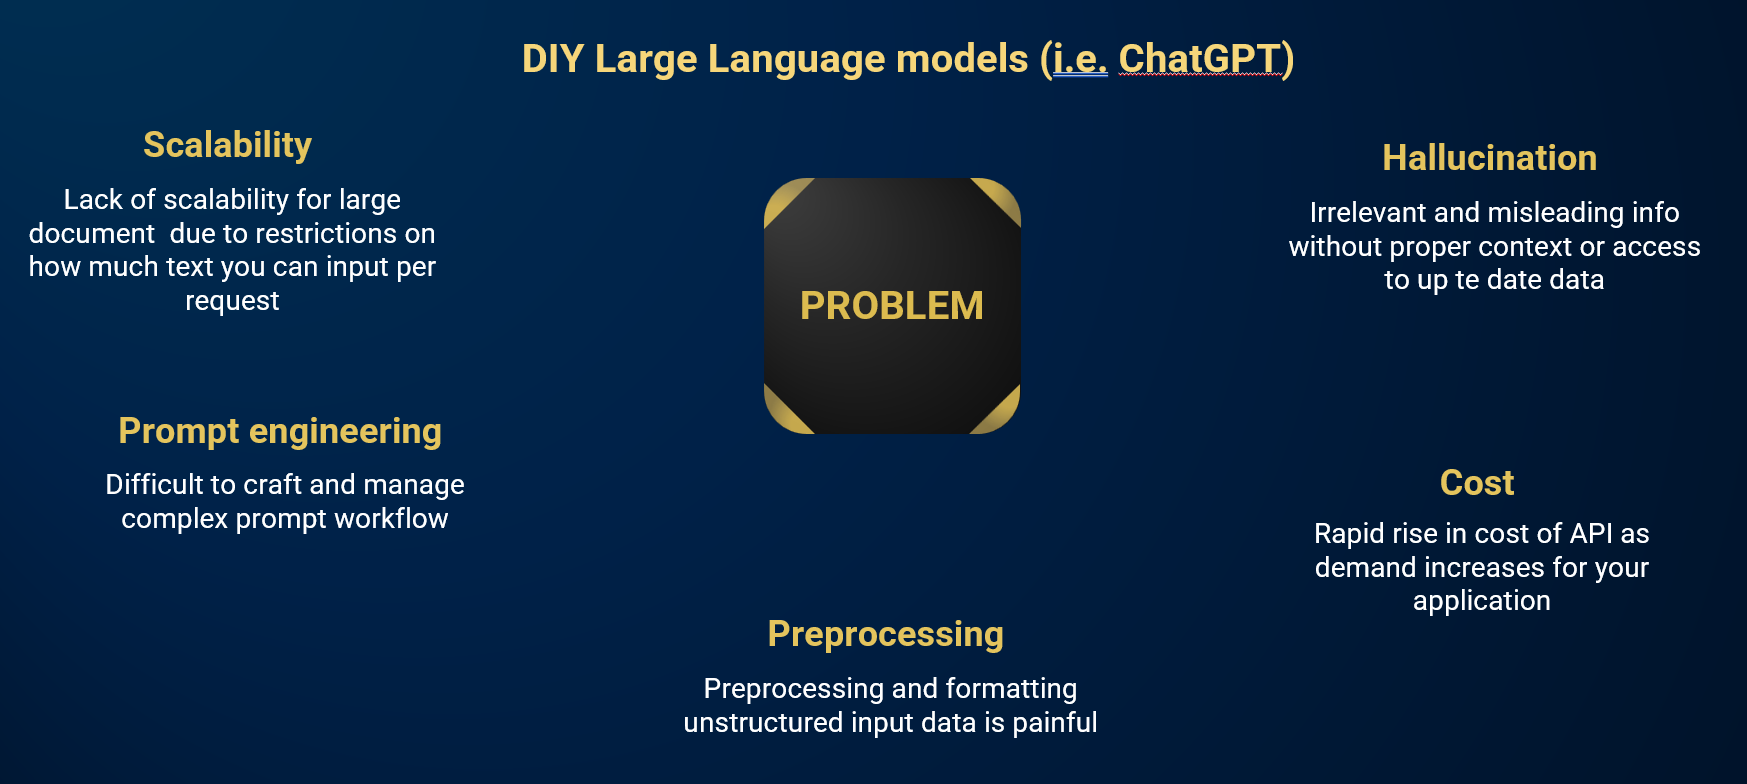 DIY Large Language models (i.e. ChatGPT)
Scalability
Lack of scalability for large
document  due to restrictions on
how much text you can input per
request
Hallucination
Irrelevant and misleading info
without proper context or access
to up te date data
PROBLEM
Prompt engineering
Difficult to craft and manage
complex prompt workflow
Cost
Rapid rise in cost of API as
demand increases for your
application
Preprocessing
Preprocessing and formatting
unstructured input data is painful